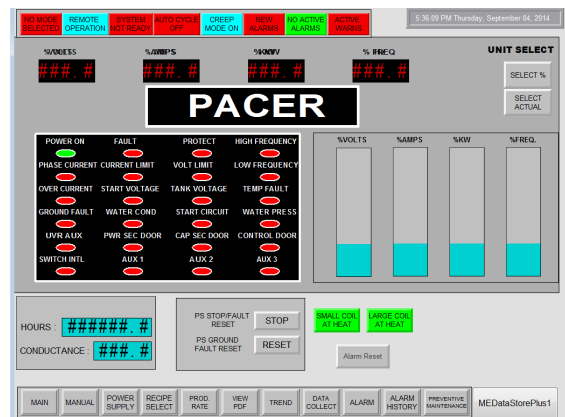 NO MODE SELECTED
REMOTE OPERATION
SYSTEM NOT READY
AUTO CYCLE OFF
CREEP MODE ON
NEW ALARMS
NO ACTIVE ALARMS
ACTIVE WARNS
5:36:09 PM Thursday, September 04, 2014
% FREQ
UNIT SELECT
###.# ###.# ###.# ###.#
SELECT %
SELECT ACTUAL
PACER
POWER ON FAULT PROTECT HIGH FREQUENCY
PHASE CURRENT CURRENT LIMIT VOLT LIMIT LOW FREQUENCY
OVER CURRENT START VOLTAGE TANK VOLTAGE TEMP FAULT
GROUND FAULT WATER COND START CIRCUIT WATER PRESS
UVR AUX PWR SEC DOOR CAP SEC DOOR CONTROL DOOR
SWITCH INTL AUX 1 AUX 2 AUX 3
%VOLTS %AMPS %KW %FREQ.
HOURS : ######.#
CONDUCTANCE : ###.#
PS STOP/FAULT RESET
STOP
PS GROUND FAULT RESET
RESET
SMALL COIL AT HEAT
LARGE COIL AT HEAT
Alarm Reset
MAIN
MANUAL
POWER SUPPLY
RECIPE SELECT
PROD. RATE
VIEW PDF
TREND
DATA COLLECT
ALARM
ALARM HISTORY
PREVENTIVE MAINTENANCE
MEDataStorePlus1